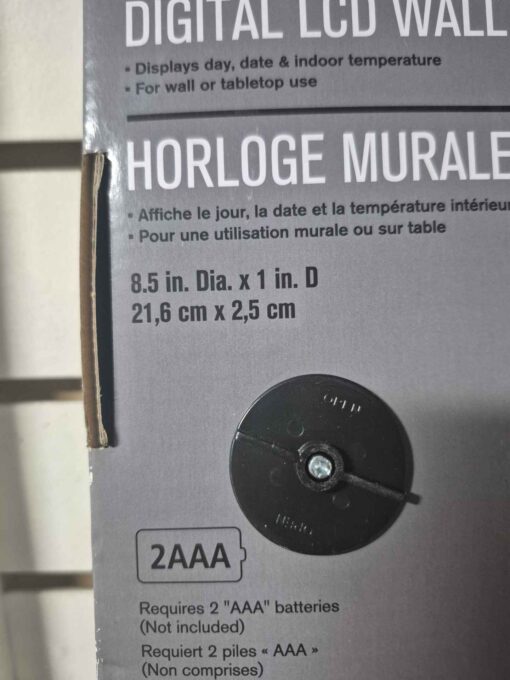 DIGITAL LCD WALL
• Displays day, date & indoor temperature
• For wall or tabletop use
HORLOGE MURALE
• Affiche le jour, la date et la température intérieur
• Pour une utilisation murale ou sur table
8.5 in. Dia. x 1 in. D
21,6 cm x 2,5 cm
OPEN
OPEN
2AAA
Requires 2 "AAA" batteries
(Not included)
Requiert 2 piles « AAA »
(Non comprises)